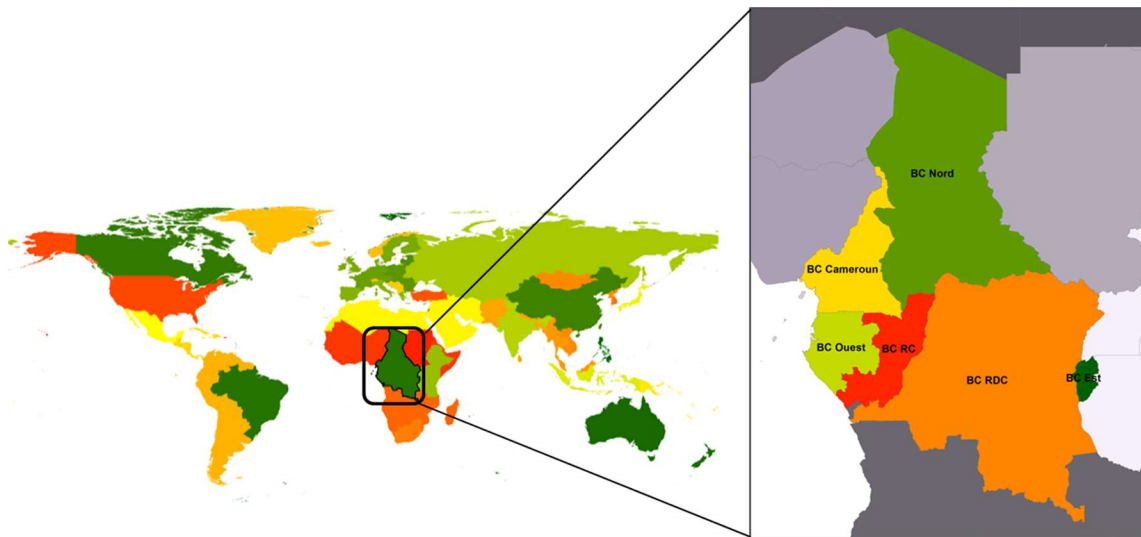 BC Nord
BC Cameroun
BC Ouest
BC RC
BC RDC
BC Est